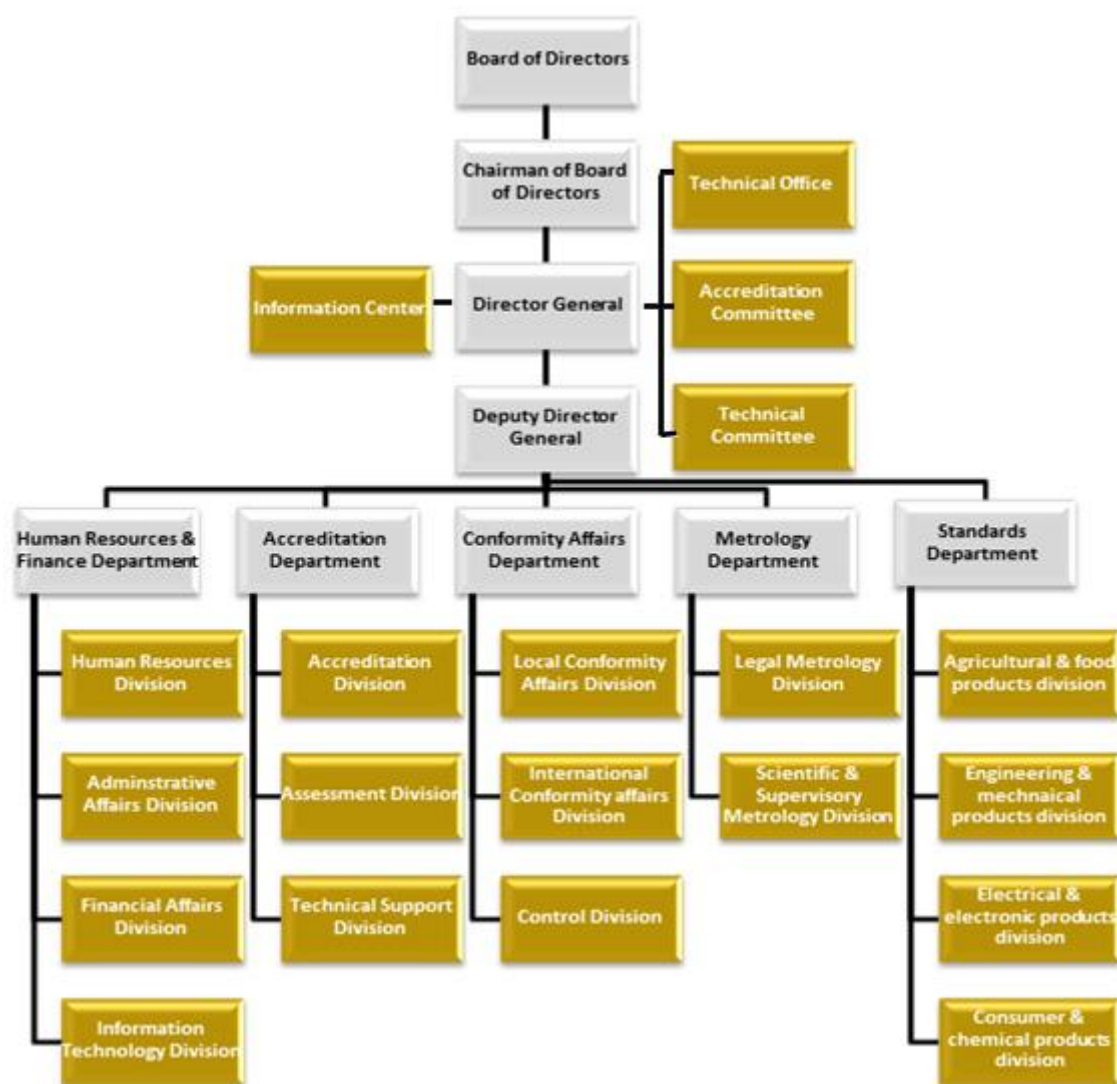 Board of Directors
Chairman of Board
of Directors
Technical Office
Information Center
Director General
Accreditation
Committee
Deputy Director
General
Technical
Committee
Human Resources &
Finance Department
Accreditation
Department
Conformity Affairs
Department
Metrology
Department
Standards
Department
Human Resources
Division
Accreditation
Division
Local Conformity
Affairs Division
Legal Metrology
Division
Agricultural & food
products division
Adminstrative
Affairs Division
Assessment Division
International
Conformity affairs
Division
Scientific &
Supervisory
Metrology Division
Engineering &
mechnaical
products division
Financial Affairs
Division
Technical Support
Division
Control Division
Electrical &
electronic products
division
Information
Technology Division
Consumer &
chemical products
division